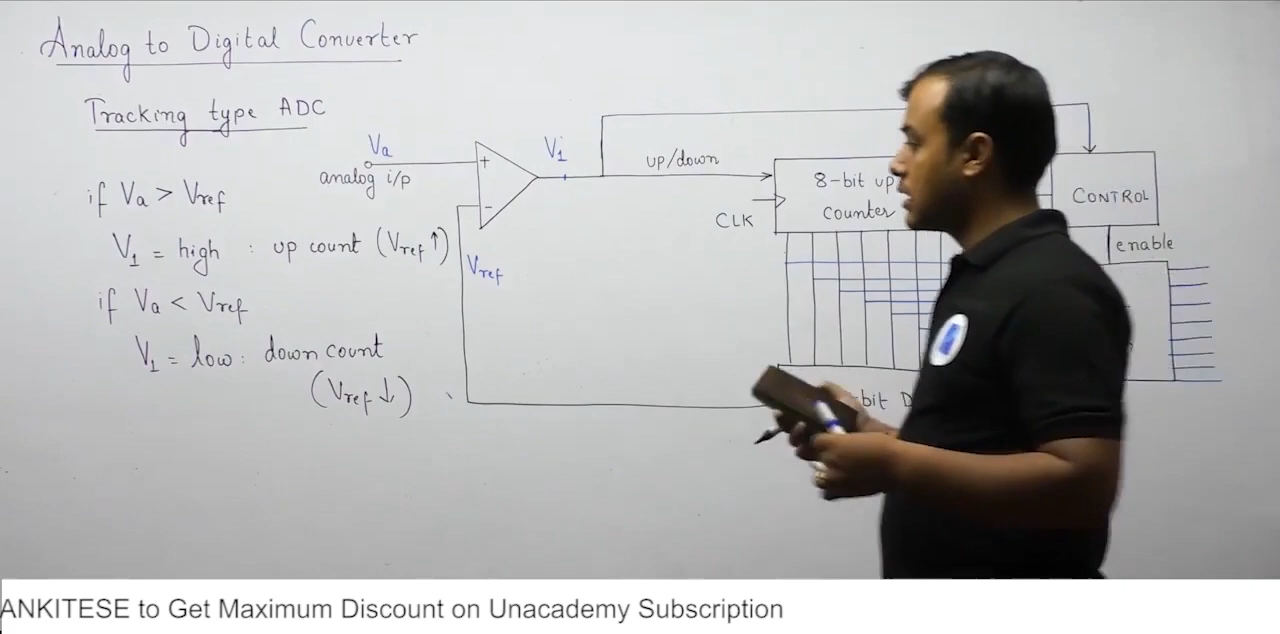 Analog to Digital Converter
Tracking type ADC
Va
analog i/p
+
-
V1
up/down
8-bit up
Counter
CLK
CONTROL
enable
Vref
if Va > Vref
V1 = high : up count (Vref ↑)
if Va < Vref
V1 = low : down count
(Vref ↓)
bit D
ANKITESE to Get Maximum Discount on Unacademy Subscription